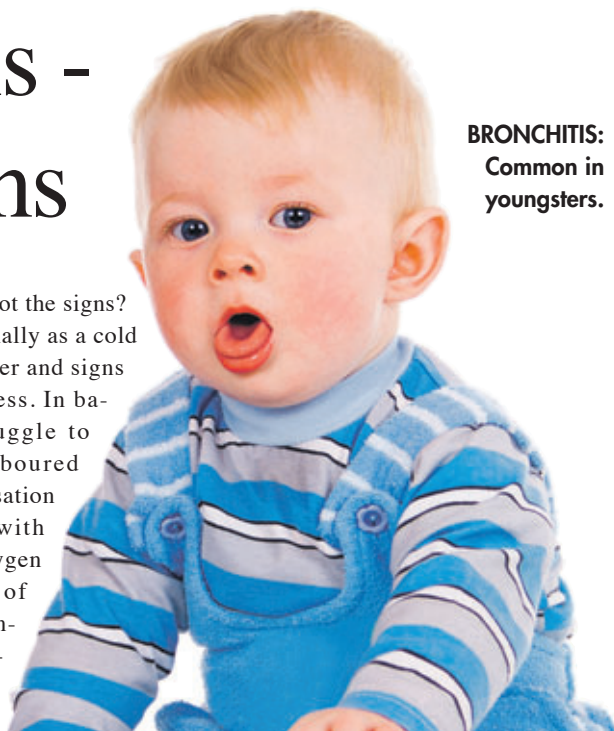 s -
ns
BRONCHITIS:
Common in
youngsters.
ot the signs?
ally as a cold
er and signs
ess. In ba-
uggle to
boured
sation
with
ygen
of
n-
-